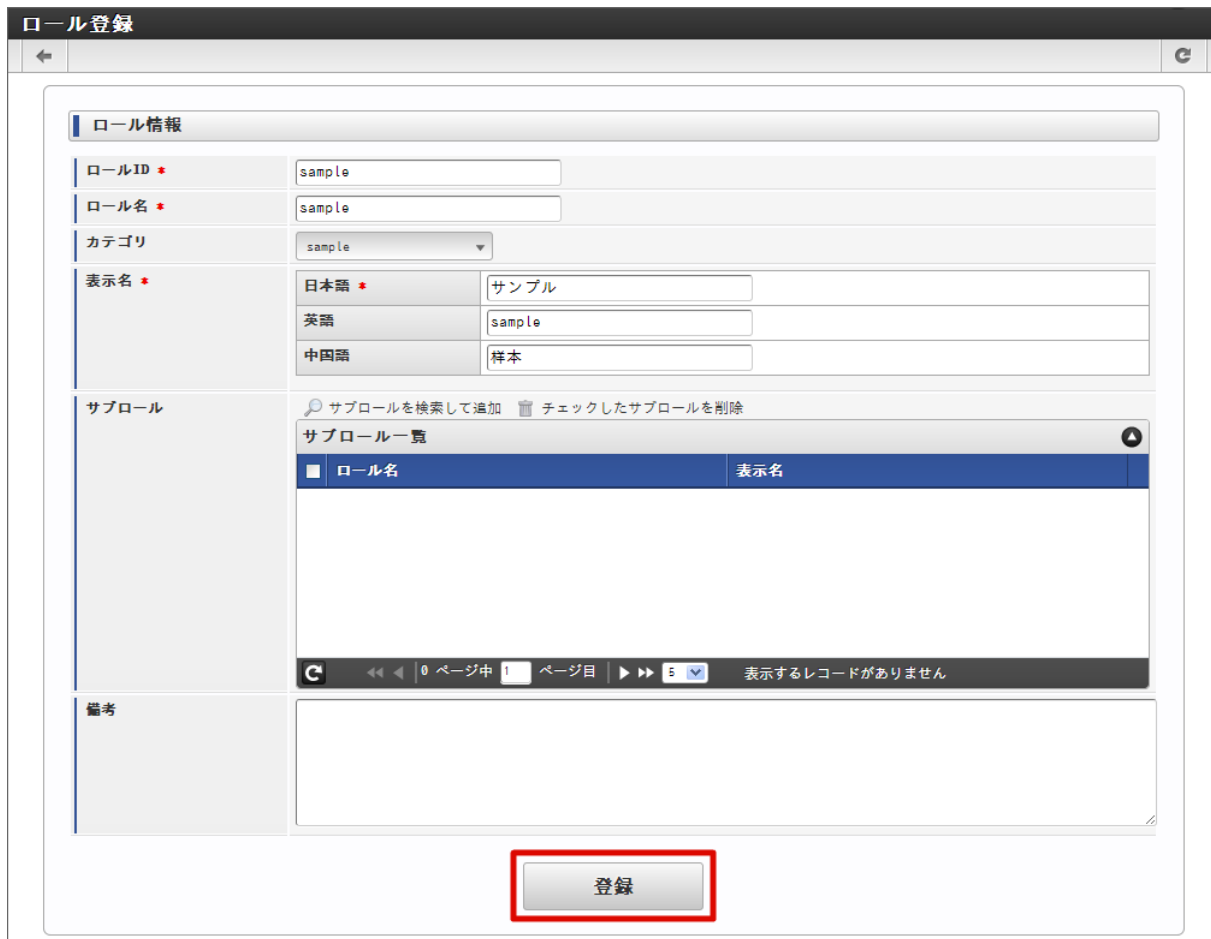 ロール登録
ロール情報
ロールID *
sample
ロール名 *
sample
カテゴリ
sample
表示名 *
日本語 *
サンプル
英語
sample
中国語
样本
サブロール
サブロールを検索して追加 チェックしたサブロールを削除
サブロール一覧
ロール名 表示名
0 ページ中 1 ページ目 5 表示するレコードがありません
備考
登録